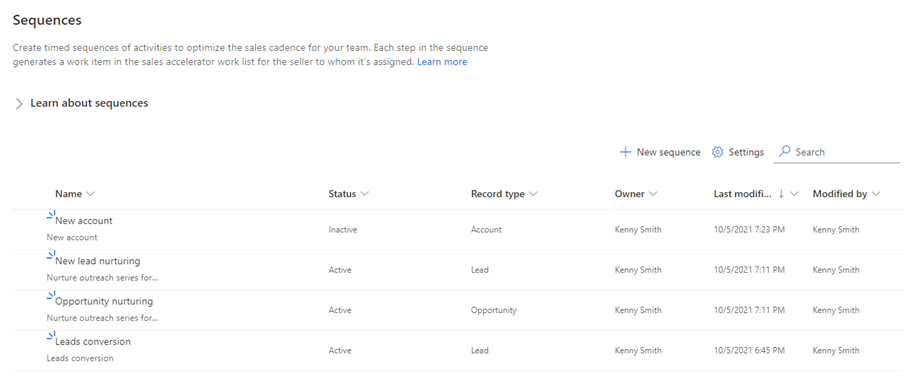 Sequences
Create timed sequences of activities to optimize the sales cadence for your team. Each step in the sequence
generates a work item in the sales accelerator work list for the seller to whom it's assigned. Learn more
Learn about sequences
New sequence Settings Search
Name Status Record type Owner Last modifi... Modified by
New account
New account
Inactive Account Kenny Smith 10/5/2021 7:23 PM Kenny Smith
New lead nurturing
Nurture outreach series for...
Active Lead Kenny Smith 10/5/2021 7:11 PM Kenny Smith
Opportunity nurturing
Nurture outreach series for...
Active Opportunity Kenny Smith 10/5/2021 7:11 PM Kenny Smith
Leads conversion
Leads conversion
Active Lead Kenny Smith 10/5/2021 6:45 PM Kenny Smith